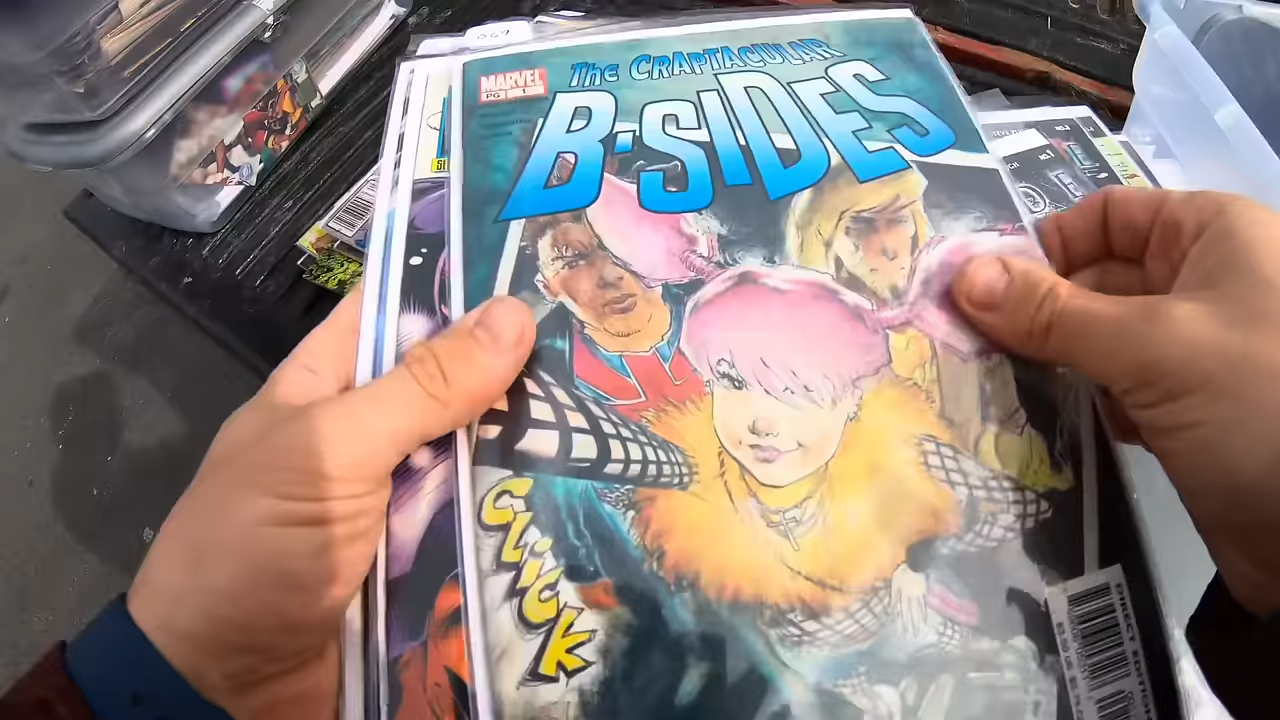 The CRAPTACULAR
B-SIDES
MARVEL
PG 1
CLICK
DIRECT EDITION